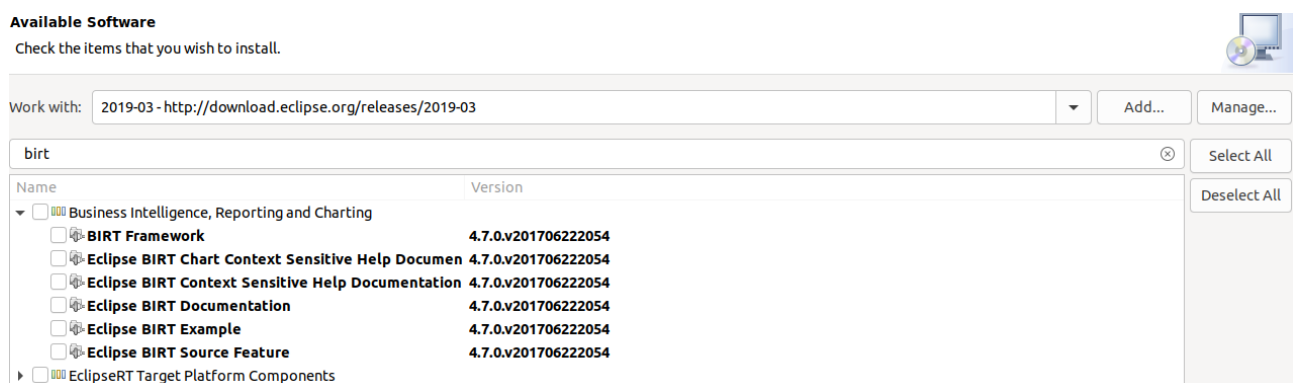 Available Software
Check the items that you wish to install.
Work with: 2019-03 - http://download.eclipse.org/releases/2019-03 Add... Manage...
birt Select All
Name Version Deselect All
Business Intelligence, Reporting and Charting
BIRT Framework 4.7.0.v201706222054
Eclipse BIRT Chart Context Sensitive Help Documen 4.7.0.v201706222054
Eclipse BIRT Context Sensitive Help Documentation 4.7.0.v201706222054
Eclipse BIRT Documentation 4.7.0.v201706222054
Eclipse BIRT Example 4.7.0.v201706222054
Eclipse BIRT Source Feature 4.7.0.v201706222054
EclipseRT Target Platform Components